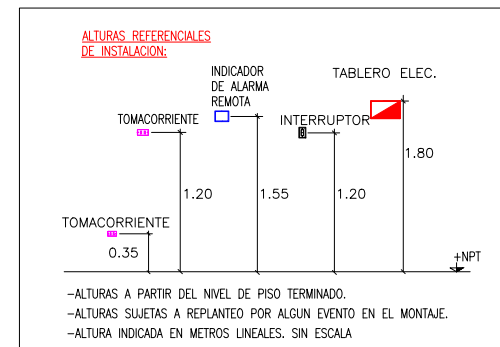 ALTURAS REFERENCIALES
DE INSTALACION:
INDICADOR
DE ALARMA
REMOTA
TABLERO ELEC.
TOMACORRIENTE
INTERRUPTOR
1.80
1.20
1.55
1.20
TOMACORRIENTE
0.35
+NPT
-ALTURAS A PARTIR DEL NIVEL DE PISO TERMINADO.
-ALTURAS SUJETAS A REPLANTEO POR ALGUN EVENTO EN EL MONTAJE.
-ALTURA INDICADA EN METROS LINEALES. SIN ESCALA